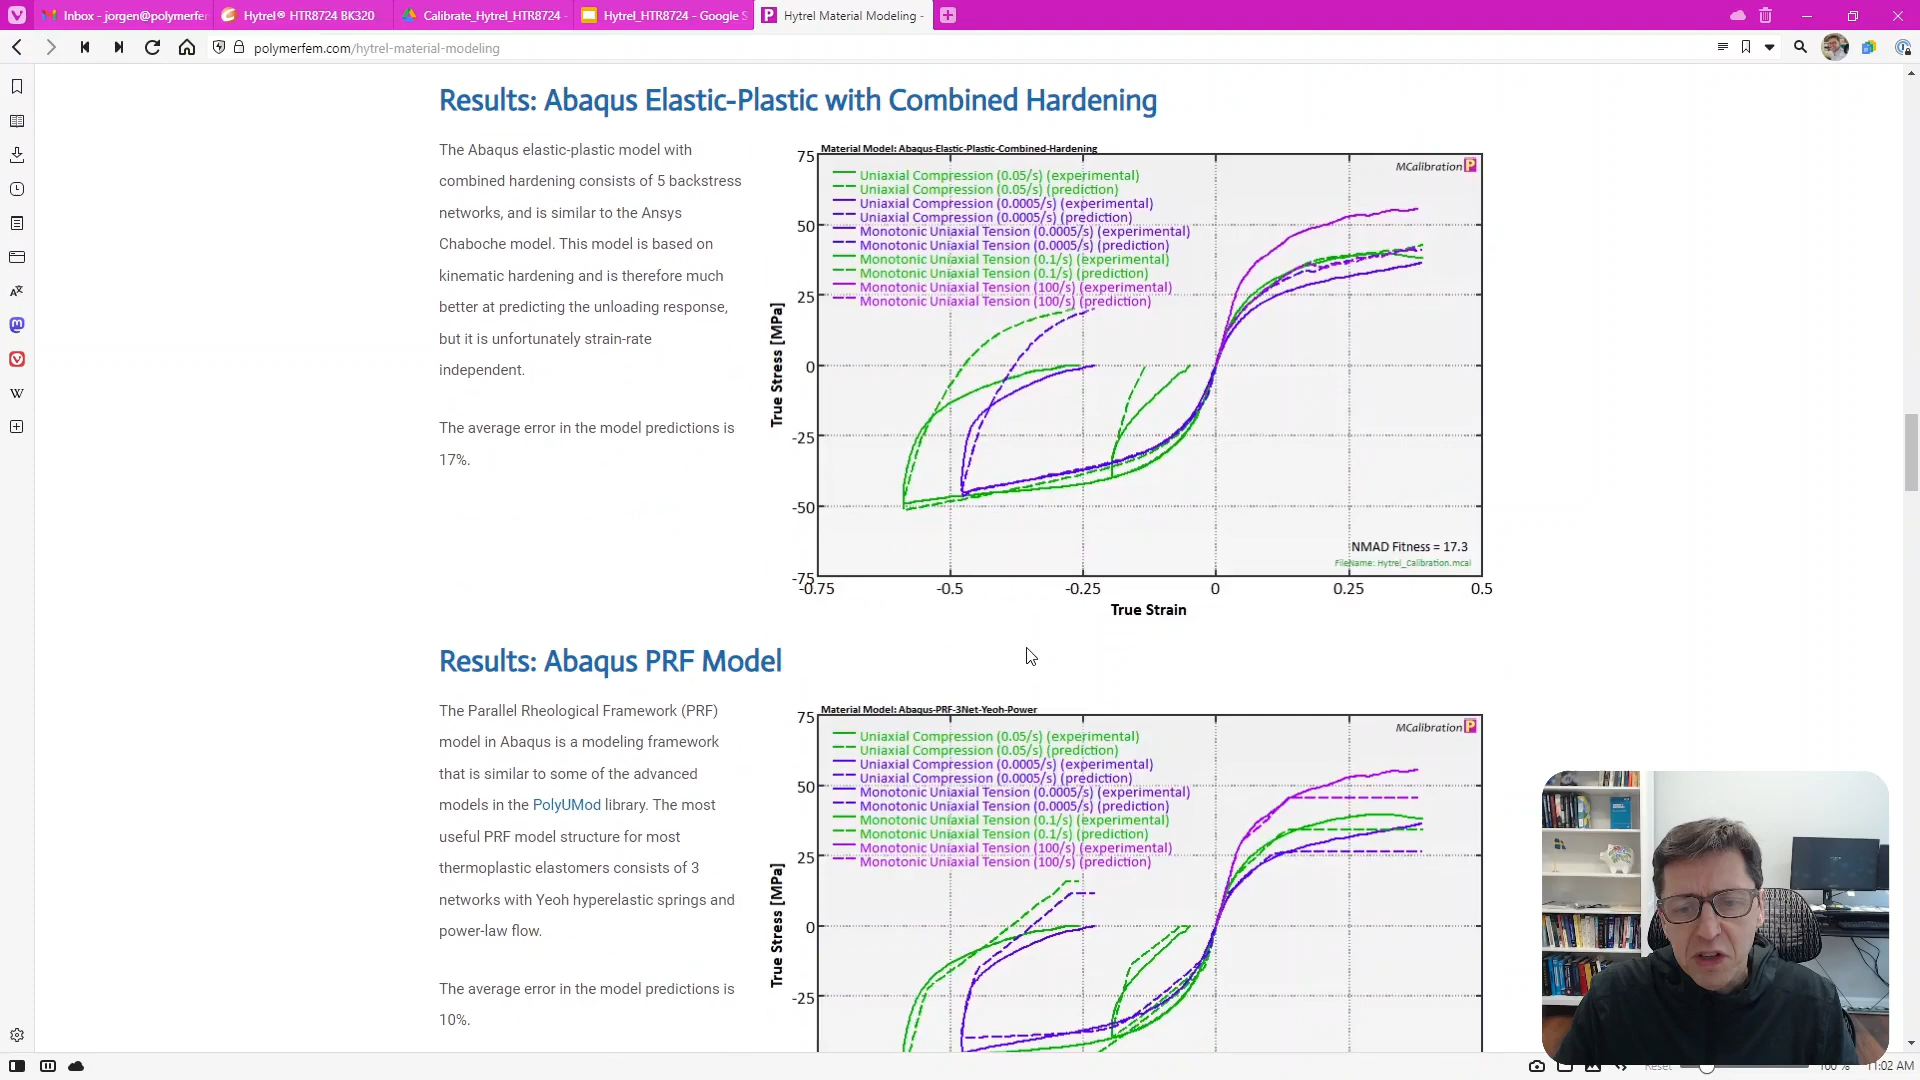 Inbox - jorgen@polymerfe
Hytrel® HTR8724 BK320
Calibrate_Hytrel_HTR8724 -
Hytrel_HTR8724 - Google S
Hytrel Material Modeling -
polymerfem.com/hytrel-material-modeling
Results: Abaqus Elastic-Plastic with Combined Hardening
The Abaqus elastic-plastic model with
combined hardening consists of 5 backstress
networks, and is similar to the Ansys
Chaboche model. This model is based on
kinematic hardening and is therefore much
better at predicting the unloading response,
but it is unfortunately strain-rate
independent.
The average error in the model predictions is
17%.
Material Model: Abaqus-Elastic-Plastic-Combined-Hardening
MCalibration
Uniaxial Compression (0.05/s) (experimental)
Uniaxial Compression (0.05/s) (prediction)
Uniaxial Compression (0.0005/s) (experimental)
Uniaxial Compression (0.0005/s) (prediction)
Monotonic Uniaxial Tension (0.0005/s) (experimental)
Monotonic Uniaxial Tension (0.0005/s) (prediction)
Monotonic Uniaxial Tension (0.1/s) (experimental)
Monotonic Uniaxial Tension (0.1/s) (prediction)
Monotonic Uniaxial Tension (100/s) (experimental)
Monotonic Uniaxial Tension (100/s) (prediction)
75
50
25
0
-25
-50
-75
True Stress [MPa]
NMAD Fitness = 17.3
FileName: Hytrel_Calibration.mcal
-0.75
-0.5
-0.25
0
0.25
0.5
True Strain
Results: Abaqus PRF Model
The Parallel Rheological Framework (PRF)
model in Abaqus is a modeling framework
that is similar to some of the advanced
models in the PolyUMod library. The most
useful PRF model structure for most
thermoplastic elastomers consists of 3
networks with Yeoh hyperelastic springs and
power-law flow.
The average error in the model predictions is
10%.
Material Model: Abaqus-PRF-3Net-Yeoh-Power
MCalibration
Uniaxial Compression (0.05/s) (experimental)
Uniaxial Compression (0.05/s) (prediction)
Uniaxial Compression (0.0005/s) (experimental)
Uniaxial Compression (0.0005/s) (prediction)
Monotonic Uniaxial Tension (0.0005/s) (experimental)
Monotonic Uniaxial Tension (0.0005/s) (prediction)
Monotonic Uniaxial Tension (0.1/s) (experimental)
Monotonic Uniaxial Tension (0.1/s) (prediction)
Monotonic Uniaxial Tension (100/s) (experimental)
Monotonic Uniaxial Tension (100/s) (prediction)
75
50
25
0
-25
True Stress [MPa]
Reset
100 %
11:02 AM